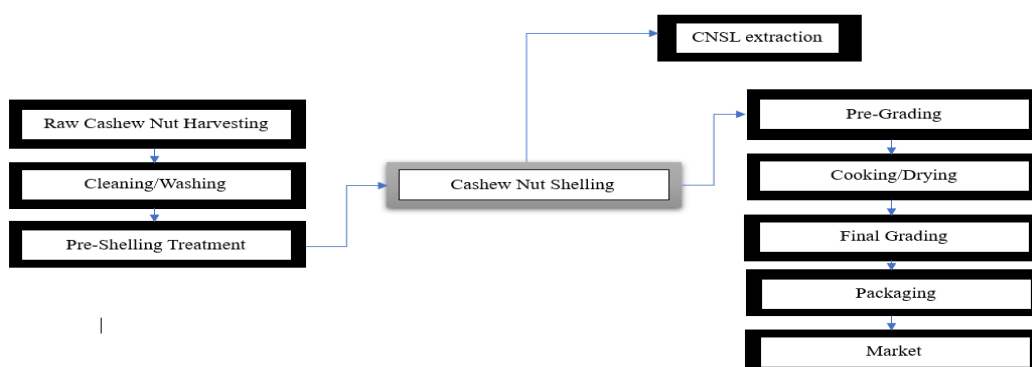 CNSL extraction
Raw Cashew Nut Harvesting
Cleaning/Washing
Pre-Shelling Treatment
Cashew Nut Shelling
Pre-Grading
Cooking/Drying
Final Grading
Packaging
Market